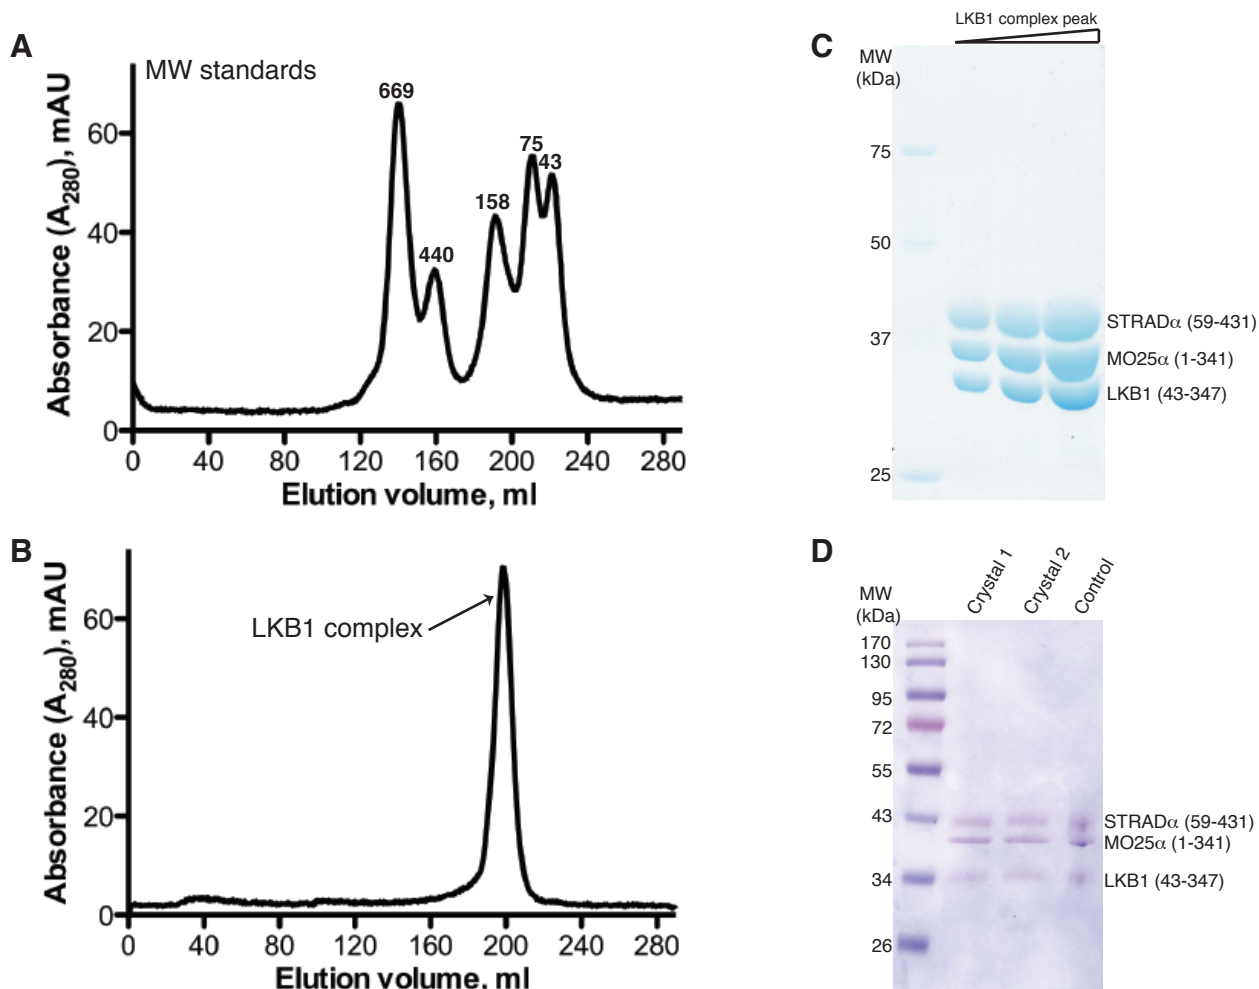 A
MW standards
669
440
158
75
43
Absorbance (A280), mAU
60
40
20
0
0 40 80 120 160 200 240 280
Elution volume, ml
B
LKB1 complex
Absorbance (A280), mAU
60
40
20
0
0 40 80 120 160 200 240 280
Elution volume, ml
C
LKB1 complex peak
MW
(kDa)
75
50
37
25
STRADα (59-431)
MO25α (1-341)
LKB1 (43-347)
D
Crystal 1
Crystal 2
Control
MW
(kDa)
170
130
95
72
55
43
34
26
STRADα (59-431)
MO25α (1-341)
LKB1 (43-347)